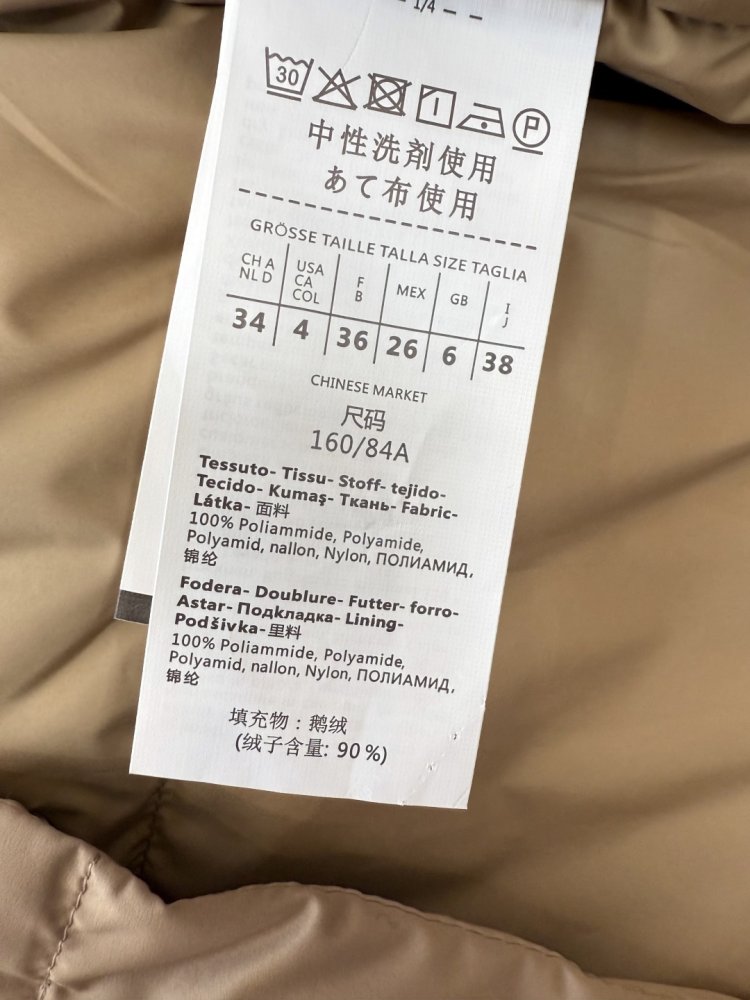 – 1/4 – –
30 P
中性洗剤使用
あて布使用
GRÖSSE TAILLE TALLA SIZE TAGLIA
CH A NL D USA CA COL F B MEX GB I J
34 4 36 26 6 38
CHINESE MARKET
尺码
160/84A
Tessuto- Tissu- Stoff- tejido-
Tecido- Kumaş- Ткань- Fabric-
Látka- 面料
100% Poliammide, Polyamide,
Polyamid, nallon, Nylon, ПОЛИАМИД,
锦纶
Fodera- Doublure- Futter- forro-
Astar- Подкладка- Lining-
Podšivka- 里料
100% Poliammide, Polyamide,
Polyamid, nallon, Nylon, ПОЛИАМИД,
锦纶
填充物：鹅绒
(绒子含量: 90%)